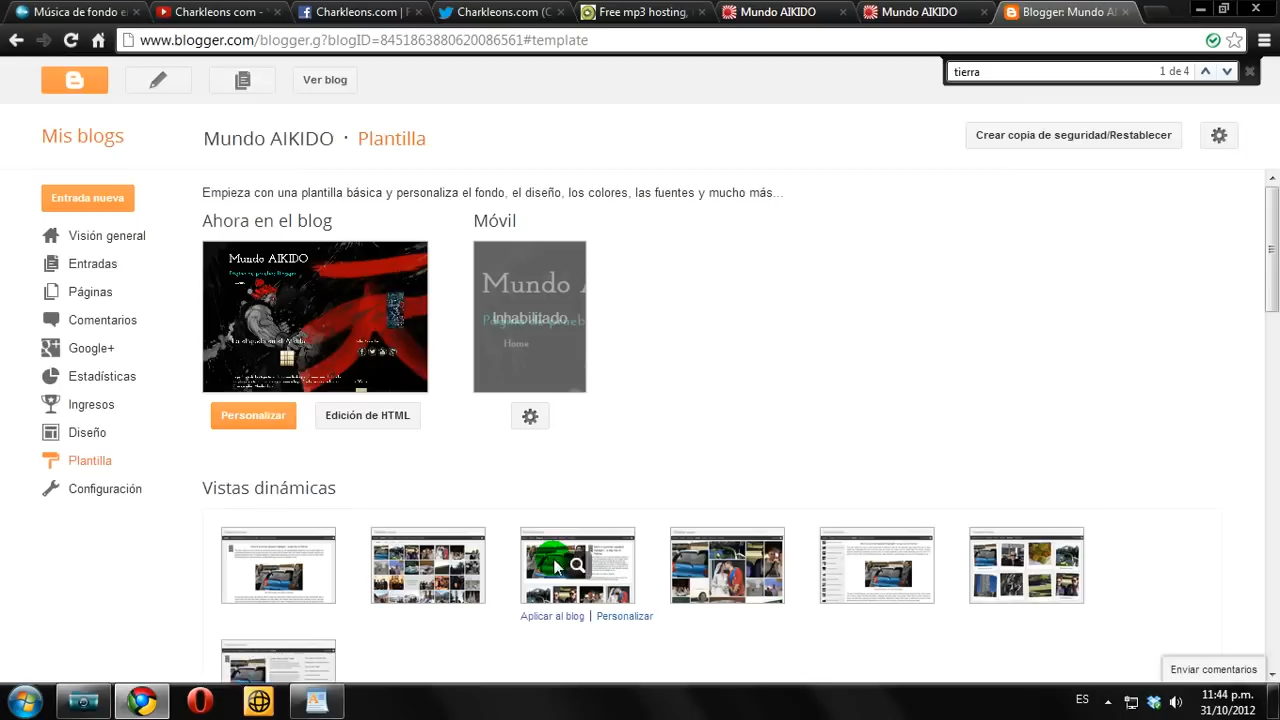 Música de fondo e
Charkleons.com -
Charkleons.com | F
Charkleons.com (C
Free mp3 hosting,
Mundo AIKIDO
Mundo AIKIDO
Blogger: Mundo AI
www.blogger.com/blogger.g?blogID=8451863880620086561#template
tierra
1 de 4
Ver blog
Mis blogs
Mundo AIKIDO · Plantilla
Crear copia de seguridad/Restablecer
Entrada nueva
Visión general
Entradas
Páginas
Comentarios
Google+
Estadísticas
Ingresos
Diseño
Plantilla
Configuración
Empieza con una plantilla básica y personaliza el fondo, el diseño, los colores, las fuentes y mucho más...
Ahora en el blog
Móvil
Mundo AIKIDO
Mundo A
Inhabilitado
Home
Personalizar
Edición de HTML
Vistas dinámicas
Aplicar al blog | Personalizar
Enviar comentarios
ES
11:44 p.m.
31/10/2012